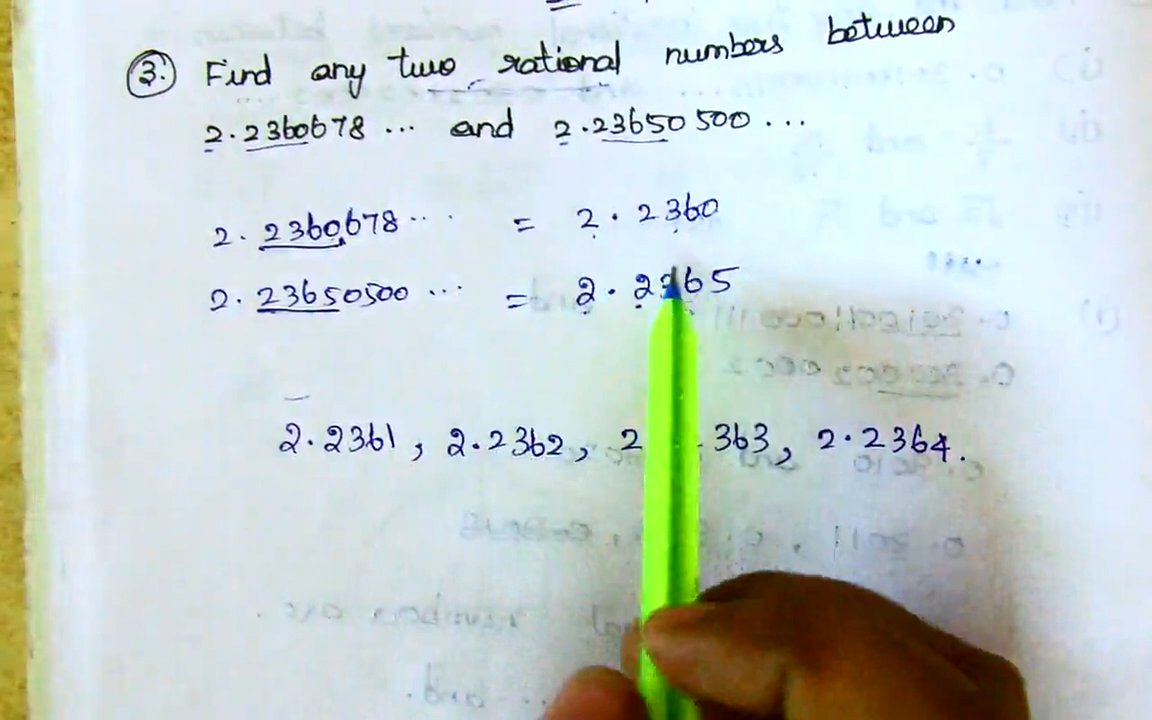 3. Find any two rational numbers between
2.2360678 ... and 2.23650500...
2.2360678.... = 2.2360
2.23650500 ... = 2.2365
2.2361, 2.2362, 2 363, 2.2364.